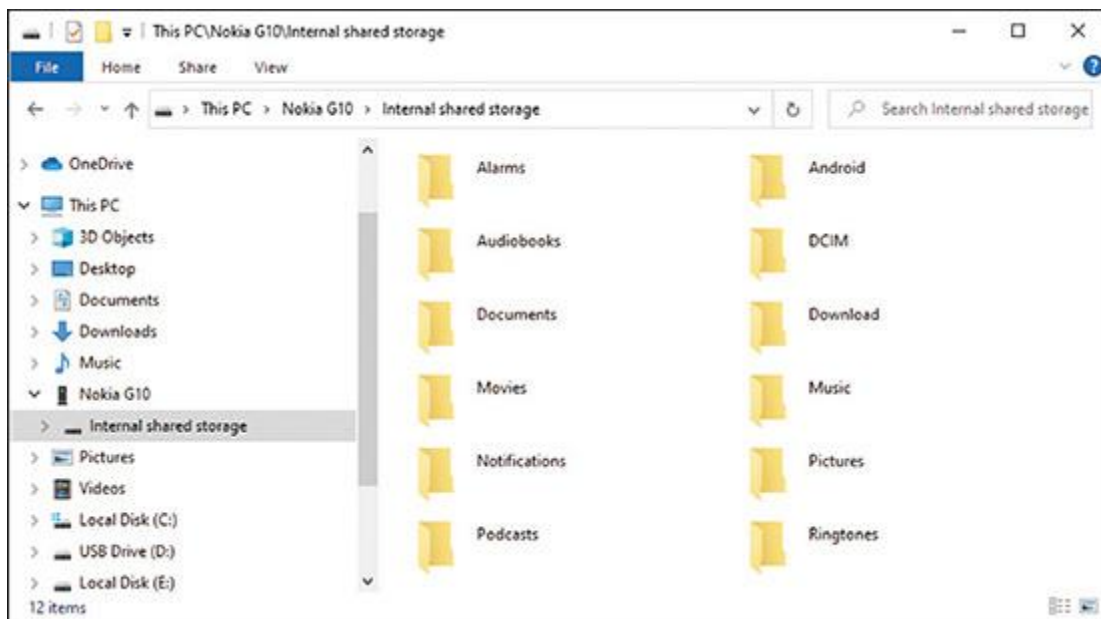 This PC\Nokia G10\Internal shared storage
File Home Share View
This PC > Nokia G10 > Internal shared storage
Search Internal shared storage
OneDrive
This PC
3D Objects
Desktop
Documents
Downloads
Music
Nokia G10
Internal shared storage
Pictures
Videos
Local Disk (C:)
USB Drive (D:)
Local Disk (E:)
Alarms Android
Audiobooks DCIM
Documents Download
Movies Music
Notifications Pictures
Podcasts Ringtones
12 items